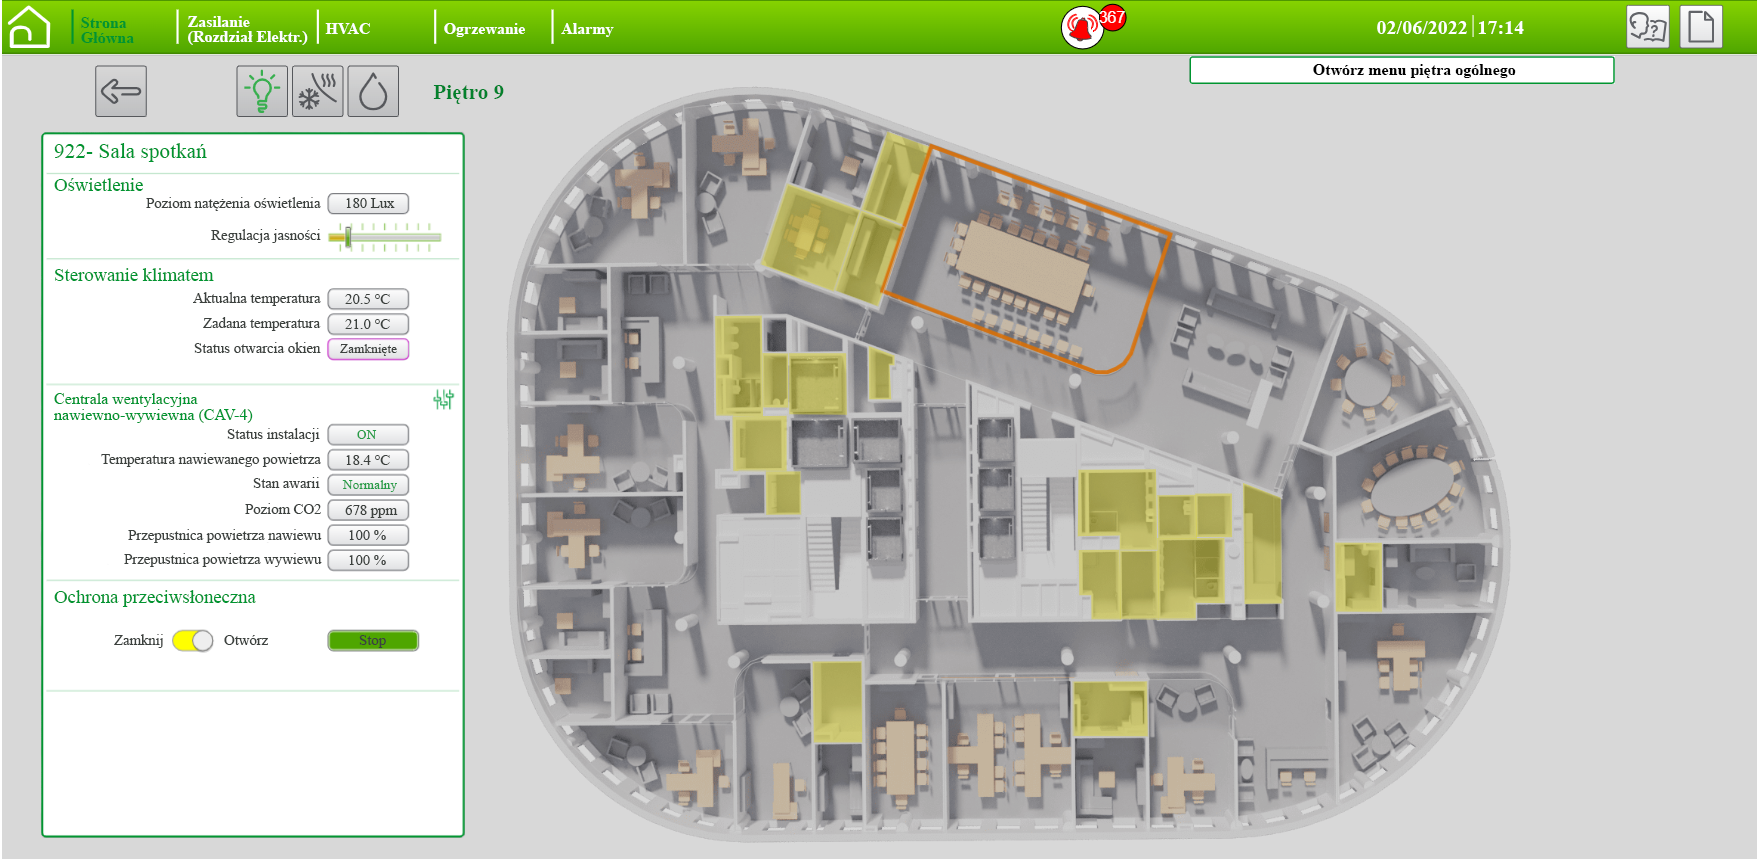 Strona
Główna
Zasilanie
(Rozdział Elektr.)
HVAC
Ogrzewanie
Alarmy
367
02/06/2022
17:14
?
Otwórz menu piętra ogólnego
Piętro 9
922- Sala spotkań
Oświetlenie
Poziom natężenia oświetlenia 180 Lux
Regulacja jasności
Sterowanie klimatem
Aktualna temperatura 20.5 °C
Zadana temperatura 21.0 °C
Status otwarcia okien Zamknięte
Centrala wentylacyjna
nawiewno-wywiewna (CAV-4)
Status instalacji ON
Temperatura nawiewanego powietrza 18.4 °C
Stan awarii Normalny
Poziom CO2 678 ppm
Przepustnica powietrza nawiewu 100 %
Przepustnica powietrza wywiewu 100 %
Ochrona przeciwsłoneczna
Zamknij Otwórz Stop